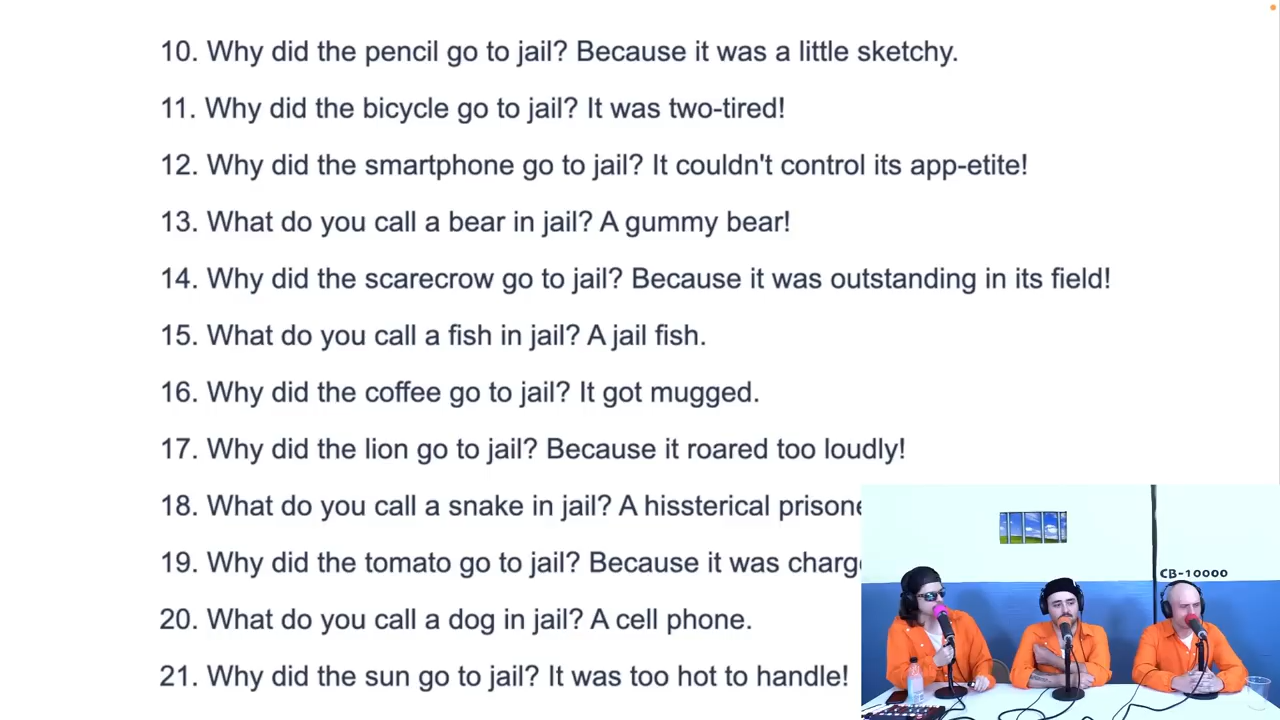 10. Why did the pencil go to jail? Because it was a little sketchy.
11. Why did the bicycle go to jail? It was two-tired!
12. Why did the smartphone go to jail? It couldn't control its app-etite!
13. What do you call a bear in jail? A gummy bear!
14. Why did the scarecrow go to jail? Because it was outstanding in its field!
15. What do you call a fish in jail? A jail fish.
16. Why did the coffee go to jail? It got mugged.
17. Why did the lion go to jail? Because it roared too loudly!
18. What do you call a snake in jail? A hissterical
19. Why did the tomato go to jail? Because it was
20. What do you call a dog in jail? A cell phone.
21. Why did the sun go to jail? It was too hot to handle!
CB-10000